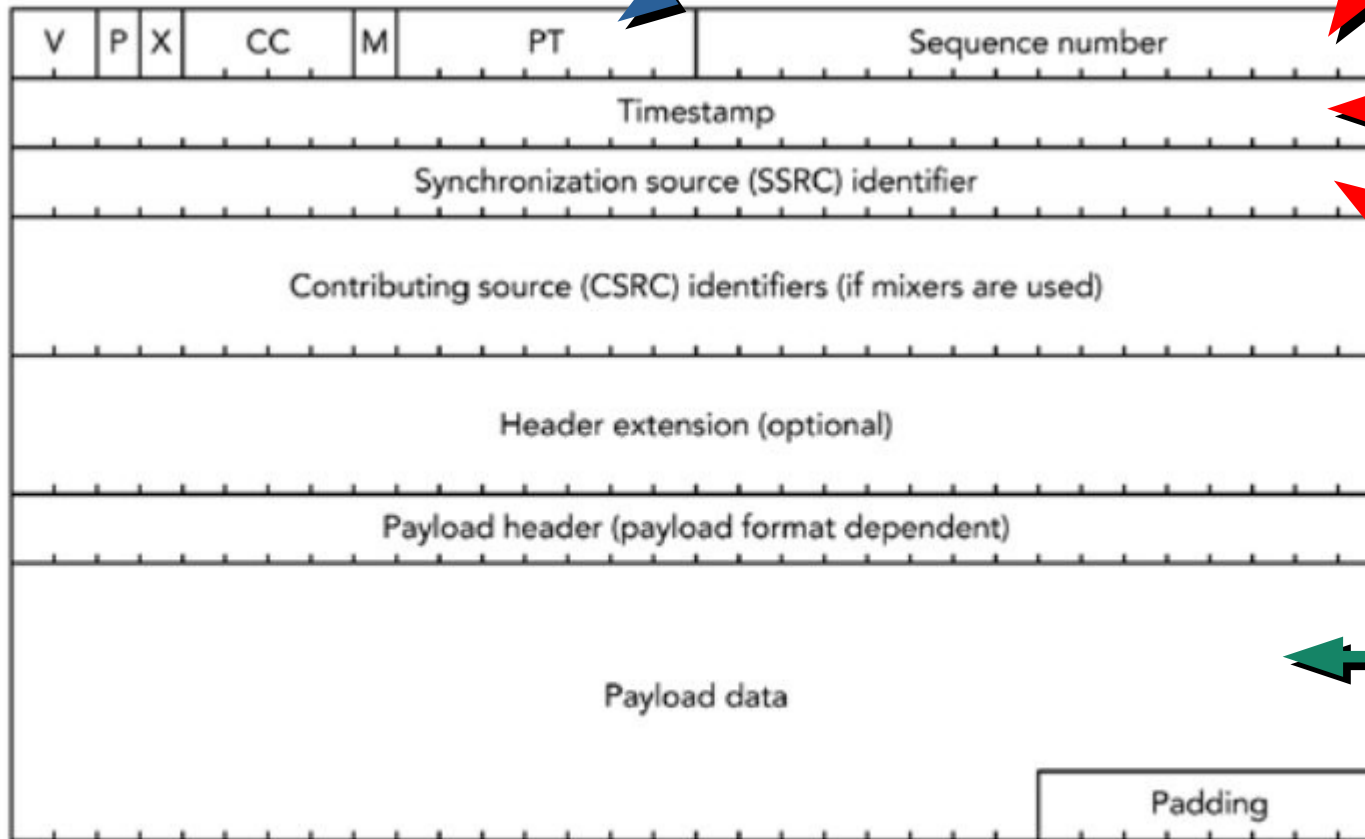 V P X CC M PT Sequence number
Timestamp
Synchronization source (SSRC) identifier
Contributing source (CSRC) identifiers (if mixers are used)
Header extension (optional)
Payload header (payload format dependent)
Payload data
Padding